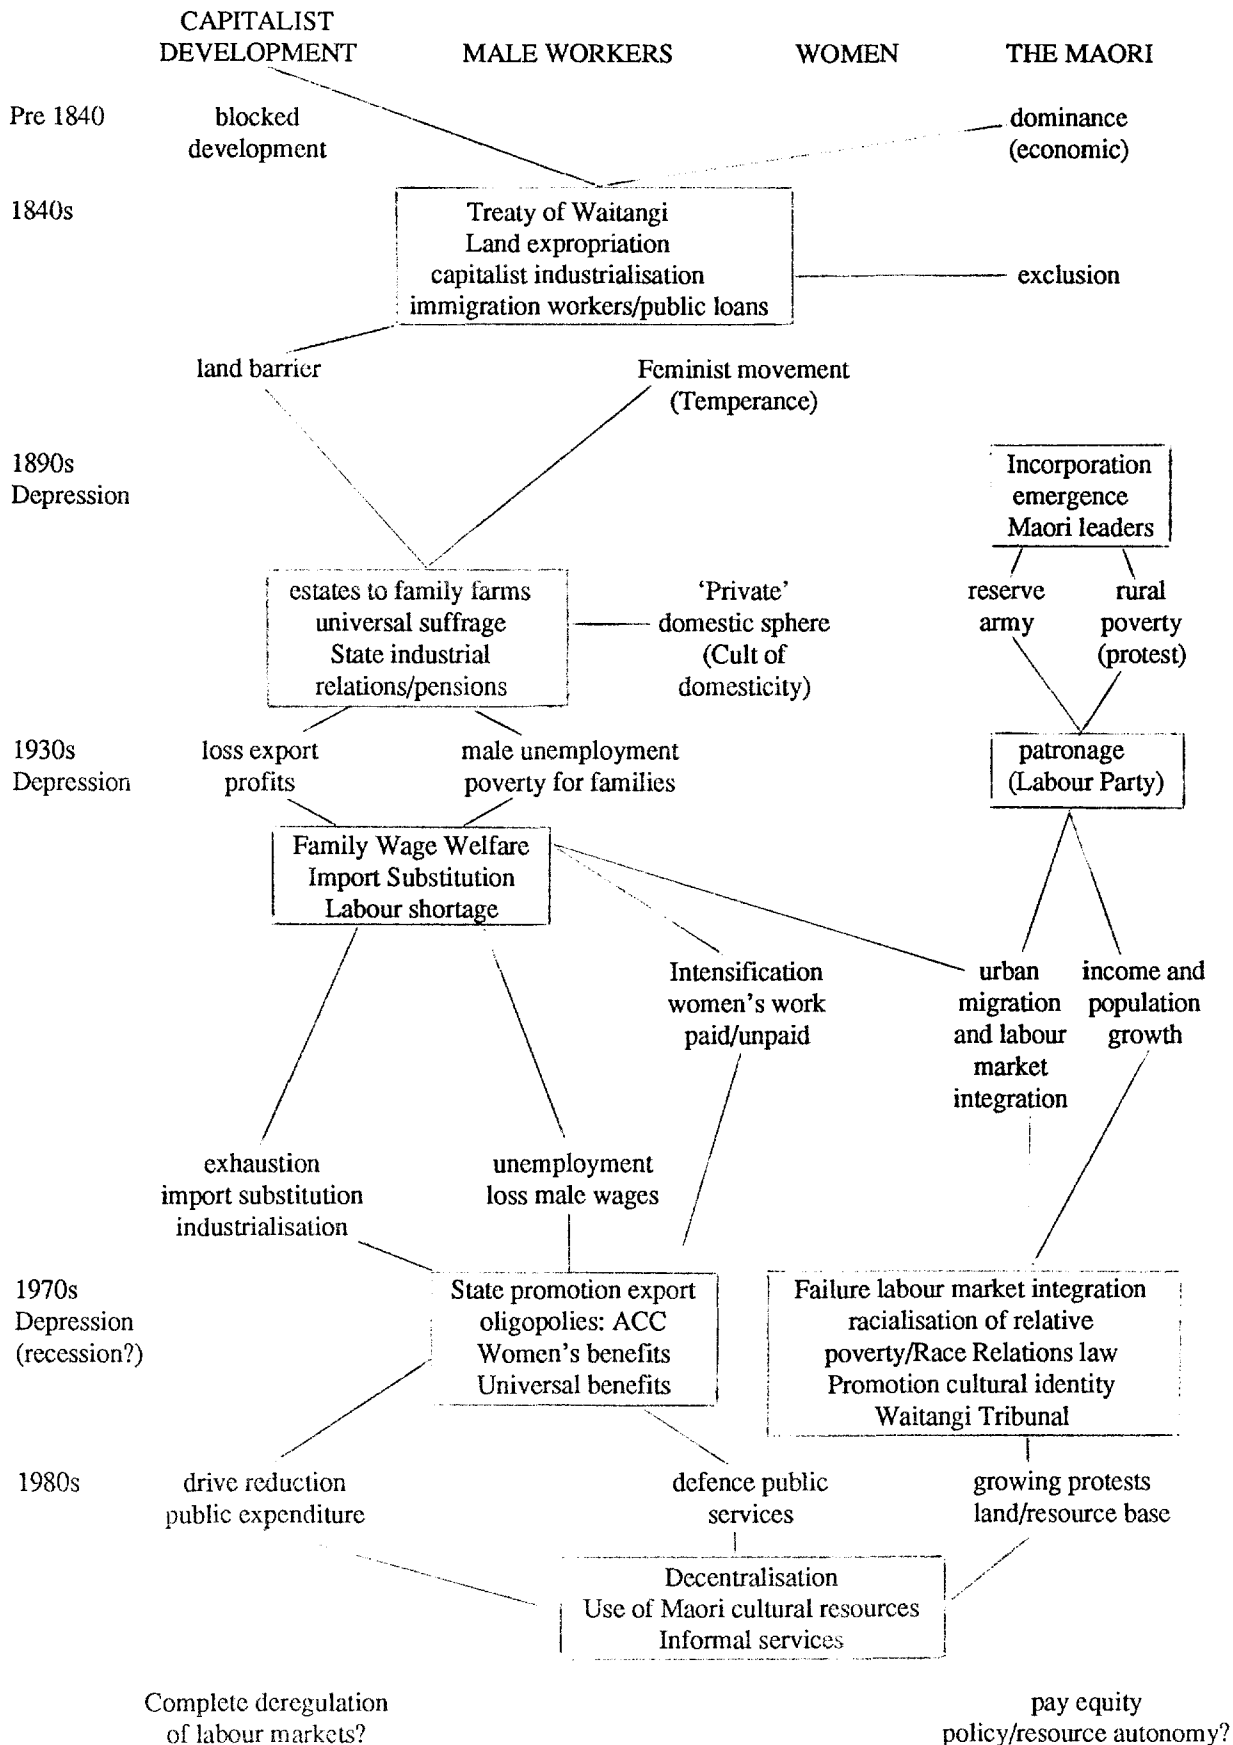 CAPITALIST
DEVELOPMENT
MALE WORKERS
WOMEN
THE MAORI
Pre 1840
blocked
development
dominance
(economic)
1840s
Treaty of Waitangi
Land expropriation
capitalist industrialisation
immigration workers/public loans
exclusion
land barrier
Feminist movement
(Temperance)
1890s
Depression
Incorporation
emergence
Maori leaders
estates to family farms
universal suffrage
State industrial
relations/pensions
‘Private’
domestic sphere
(Cult of
domesticity)
reserve
army
rural
poverty
(protest)
1930s
Depression
loss export
profits
male unemployment
poverty for families
patronage
(Labour Party)
Family Wage Welfare
Import Substitution
Labour shortage
Intensification
women’s work
paid/unpaid
urban
migration
and labour
market
integration
income and
population
growth
exhaustion
import substitution
industrialisation
unemployment
loss male wages
1970s
Depression
(recession?)
State promotion export
oligopolies: ACC
Women’s benefits
Universal benefits
Failure labour market integration
racialisation of relative
poverty/Race Relations law
Promotion cultural identity
Waitangi Tribunal
1980s
drive reduction
public expenditure
defence public
services
growing protests
land/resource base
Decentralisation
Use of Maori cultural resources
Informal services
Complete deregulation
of labour markets?
pay equity
policy/resource autonomy?